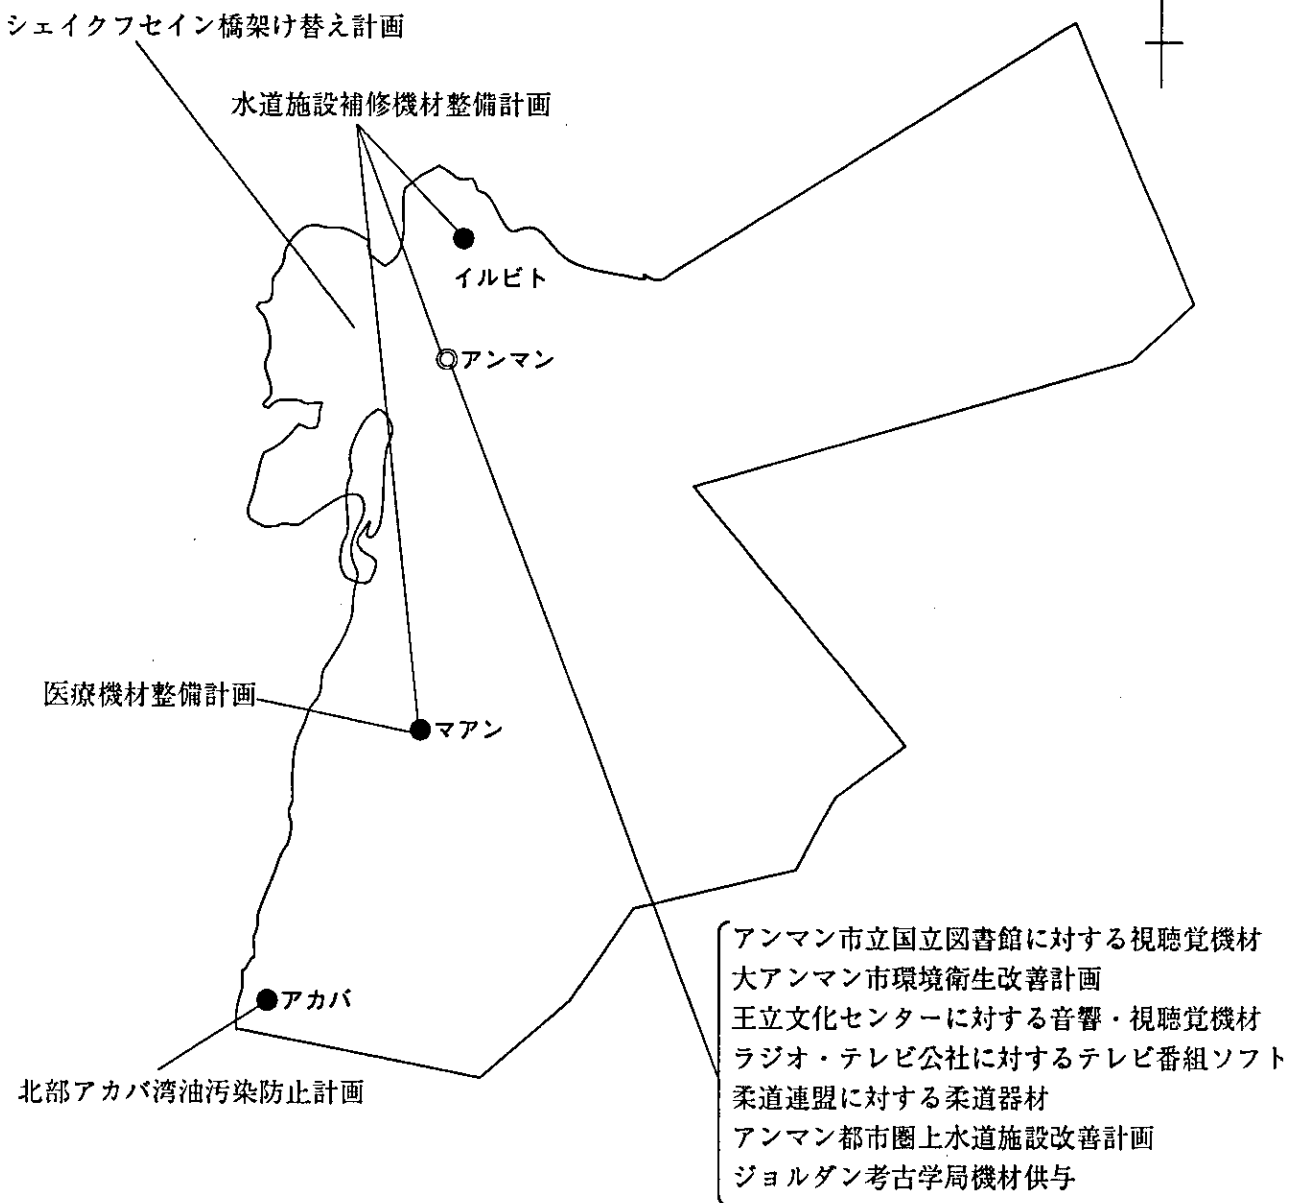 シェイクフセイン橋架け替え計画
水道施設補修機材整備計画
イルビト
アンマン
医療機材整備計画
マアン
アカバ
北部アカバ湾油汚染防止計画
アンマン市立国立図書館に対する視聴覚機材
大アンマン市環境衛生改善計画
王立文化センターに対する音響・視聴覚機材
ラジオ・テレビ公社に対するテレビ番組ソフト
柔道連盟に対する柔道器材
アンマン都市圏上水道施設改善計画
ジョルダン考古学局機材供与